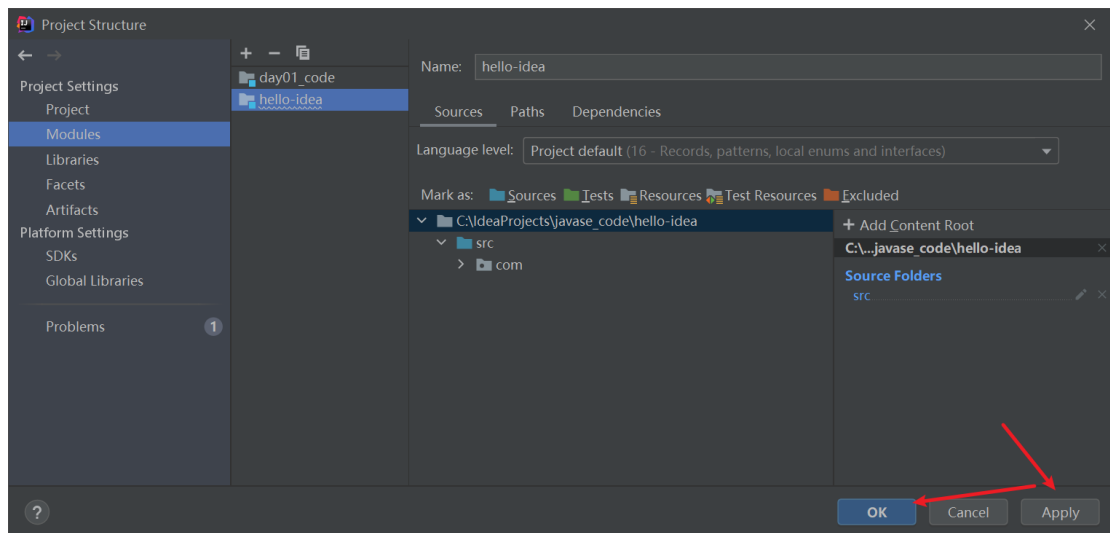 Project Structure
Project Settings
Project
Modules
Libraries
Facets
Artifacts
Platform Settings
SDKs
Global Libraries
Problems 1
day01_code
hello-idea
Name: hello-idea
Sources Paths Dependencies
Language level: Project default (16 - Records, patterns, local enums and interfaces)
Mark as: Sources Tests Resources Test Resources Excluded
C:\IdeaProjects\javase_code\hello-idea
src
com
+ Add Content Root
C:\...javase_code\hello-idea
Source Folders
src
? OK Cancel Apply